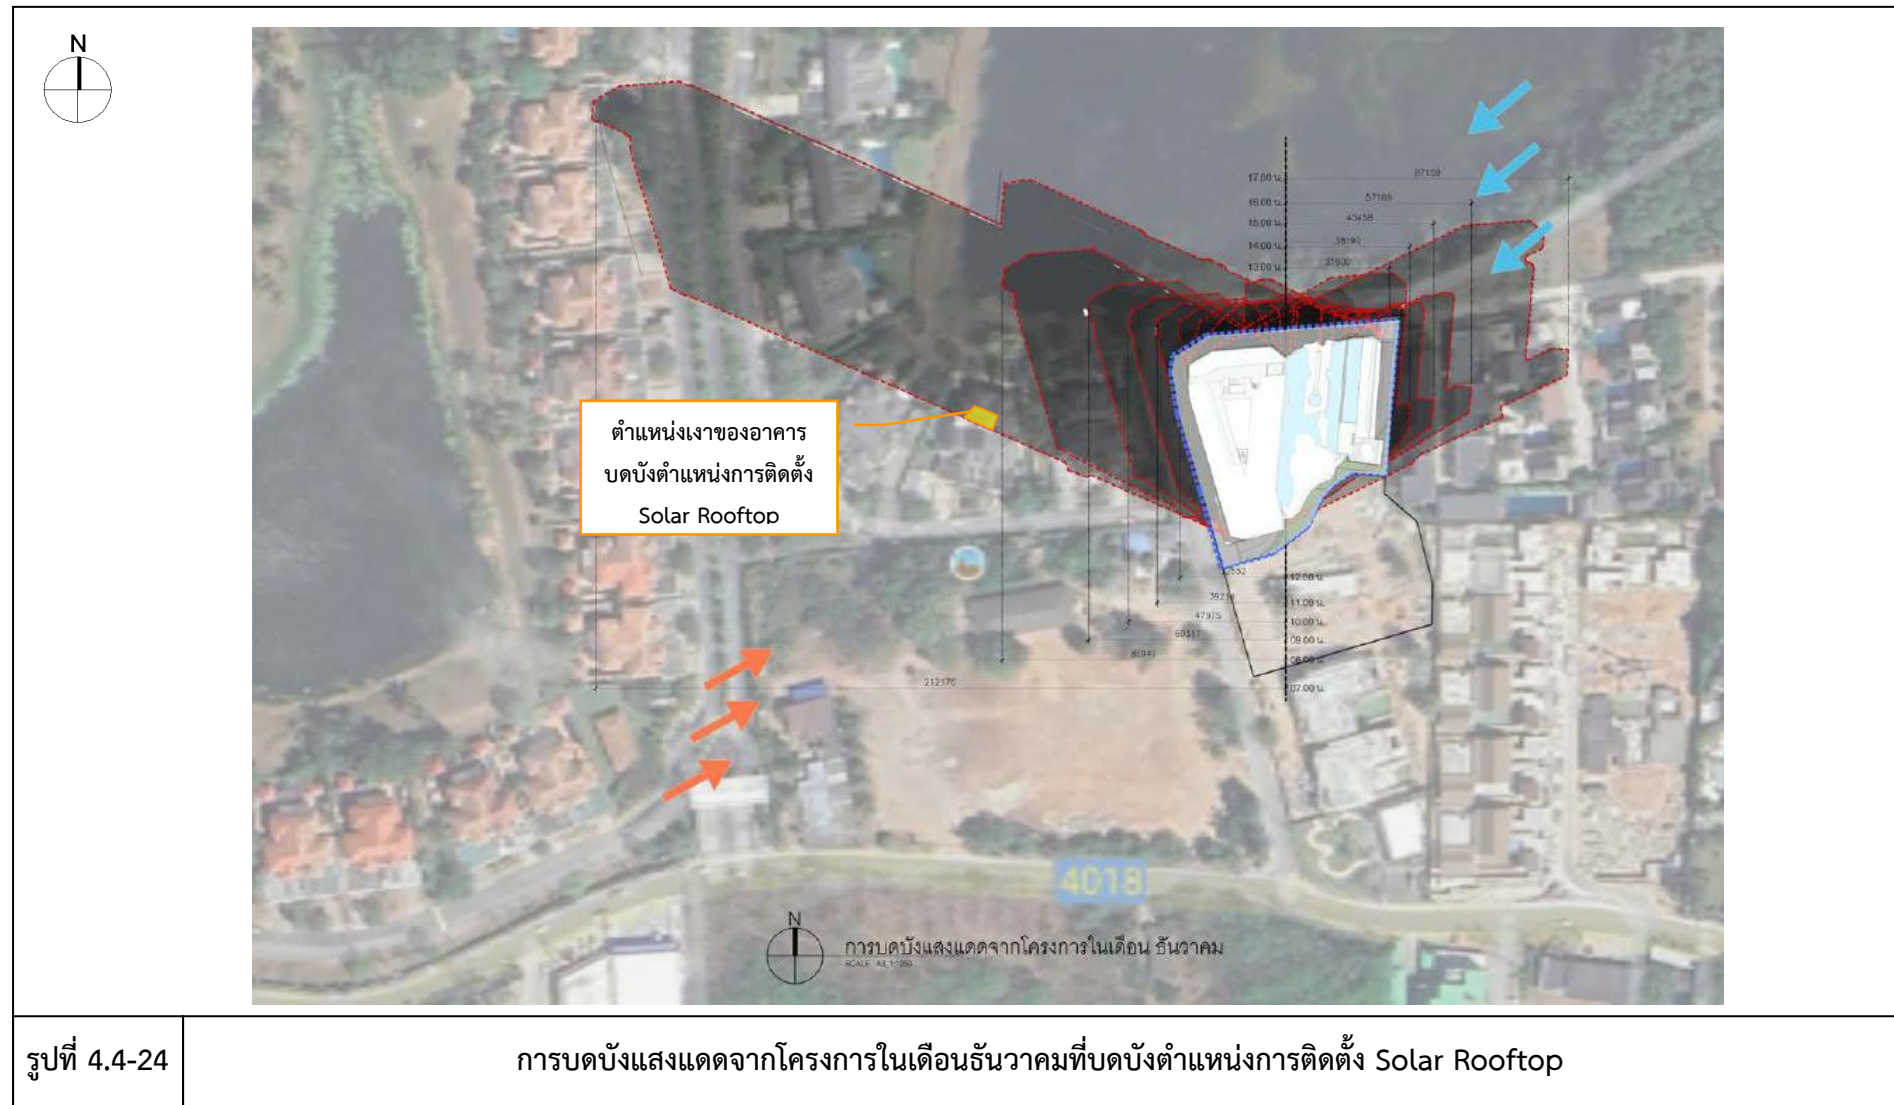 N
17.00 น.
87159
16.00 น.
57169
15.00 น.
14.00 น.
13.00 น.
ตำแหน่งเงาของอาคาร
บดบังตำแหน่งการติดตั้ง
Solar Rooftop
12.00 น.
11.00 น.
47975
10.00 น.
09.00 น.
08.00 น.
212176
07.00 น.
4018
N
การบดบังแสงแดดจากโครงการในเดือน ธันวาคม
รูปที่ 4.4-24
การบดบังแสงแดดจากโครงการในเดือนธันวาคมที่บดบังตำแหน่งการติดตั้ง Solar Rooftop